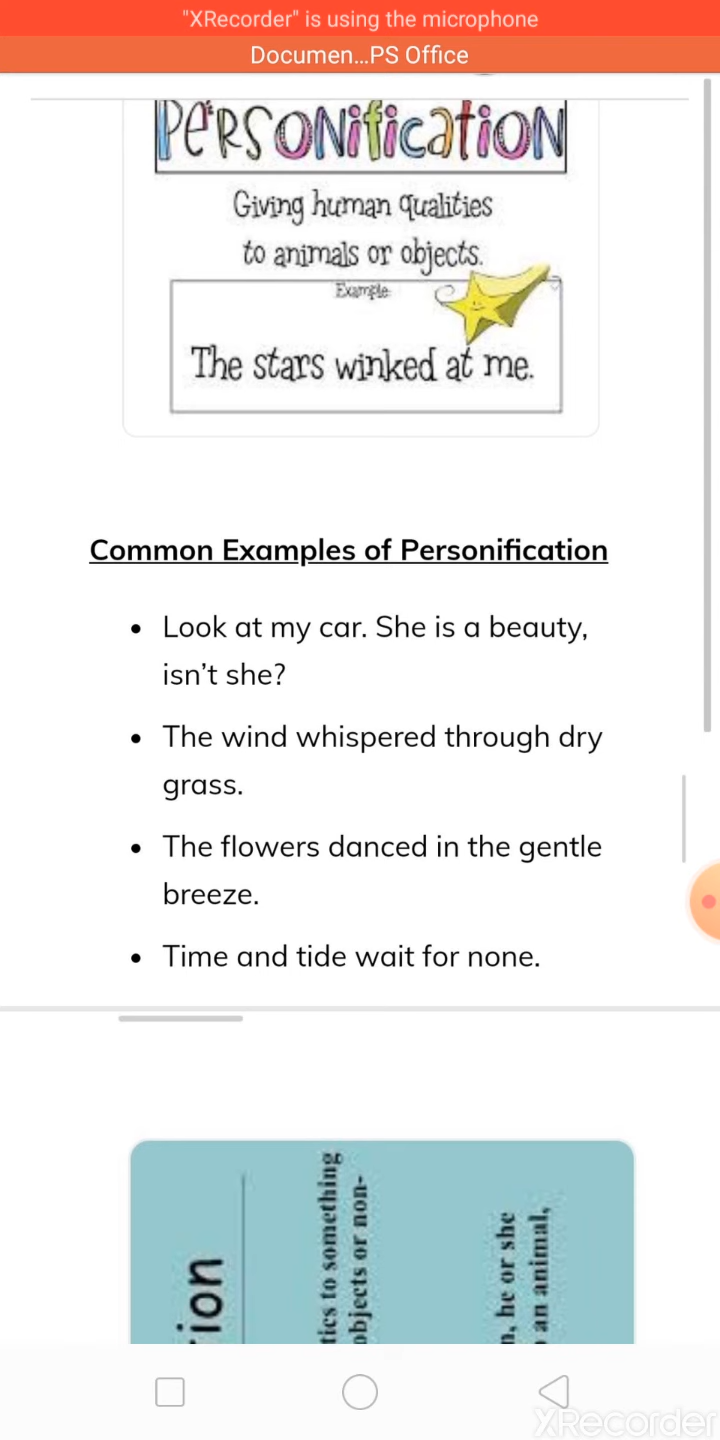 "XRecorder" is using the microphone
Documen...PS Office
PERSONificatiON
Giving human qualities
to animals or objects.
Example:
The stars winked at me.
Common Examples of Personification
• Look at my car. She is a beauty,
isn’t she?
• The wind whispered through dry
grass.
• The flowers danced in the gentle
breeze.
• Time and tide wait for none.
ion
tics to something
objects or non-
n, he or she
an animal,
XRecorder